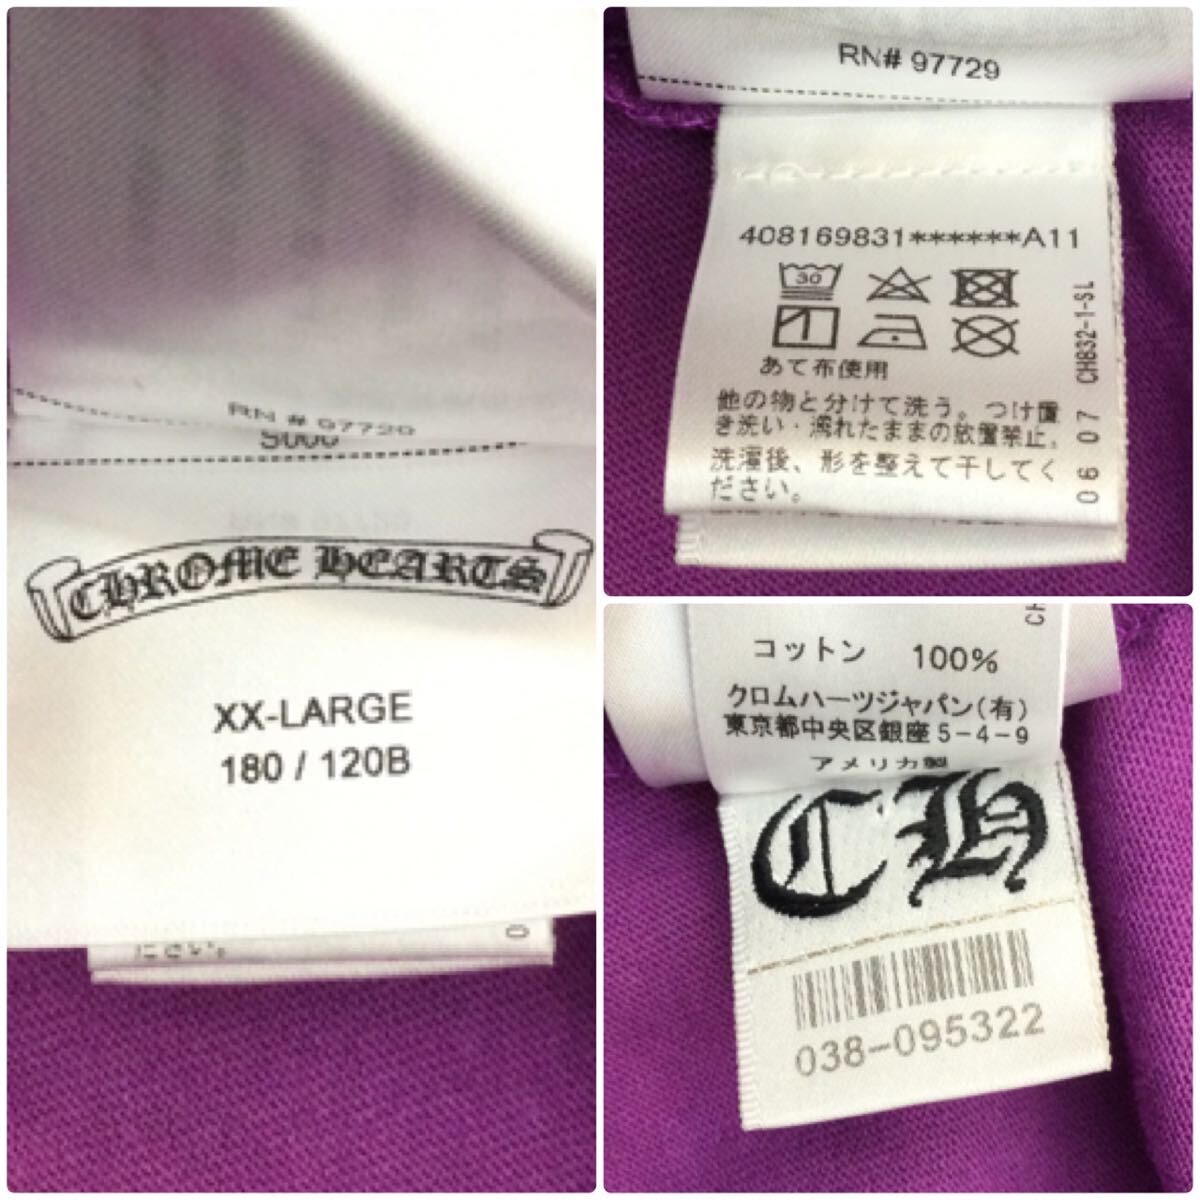 RN # 97729
5000
CHROME HEARTS
XX-LARGE
180 / 120B
RN# 97729
408169831******A11
30
あて布使用
他の物と分けて洗う。つけ置
き洗い・濡れたままの放置禁止。
洗濯後、形を整えて干してく
ださい。
06 07 CH832-1-SL
CH
コットン 100%
クロムハーツジャパン(有)
東京都中央区銀座5-4-9
アメリカ製
CH
038-095322